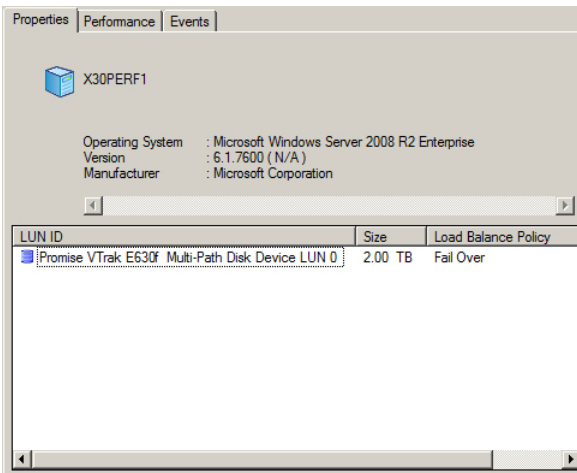 Properties Performance Events
X30PERF1
Operating System : Microsoft Windows Server 2008 R2 Enterprise
Version : 6.1.7600 ( N/A )
Manufacturer : Microsoft Corporation
LUN ID Size Load Balance Policy
Promise VTrak E630f Multi-Path Disk Device LUN 0 2.00 TB Fail Over